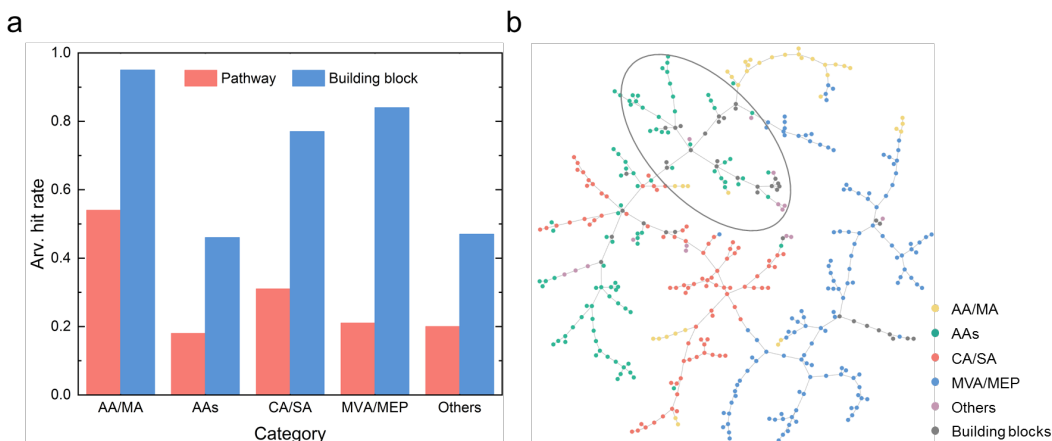 a
b
1.0
0.8
0.6
0.4
0.2
0.0
Arv. hit rate
Pathway
Building block
AA/MA
AAs
CA/SA
MVA/MEP
Others
Category
AA/MA
AAs
CA/SA
MVA/MEP
Others
Building blocks